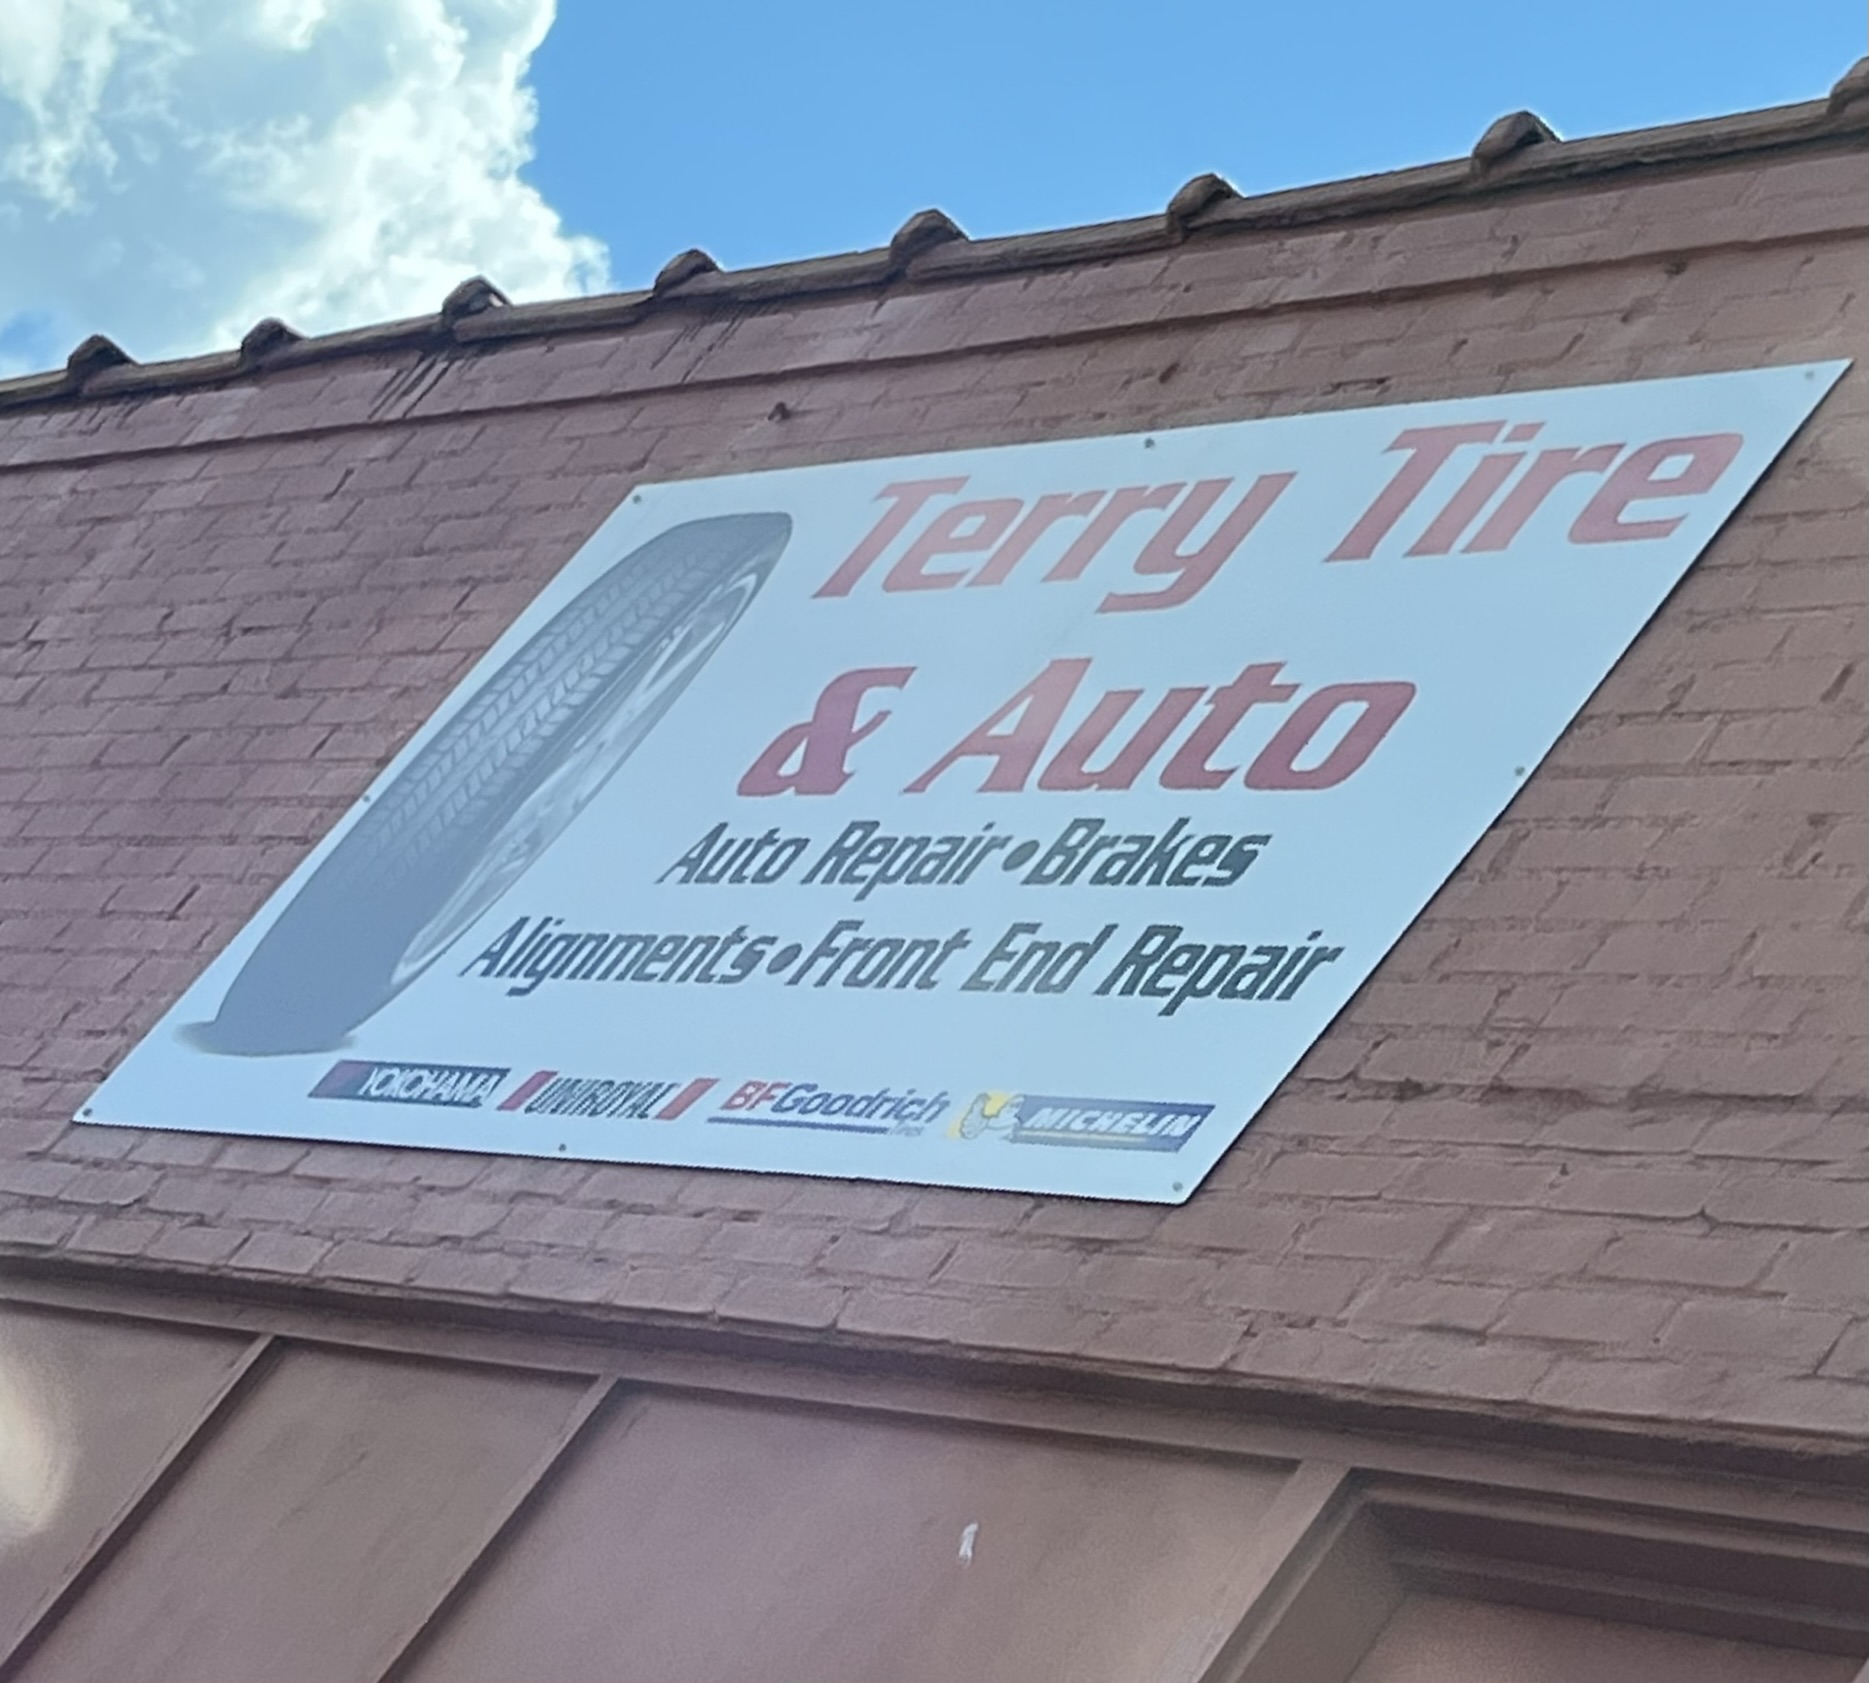 Terry Tire
& Auto
Auto Repair•Brakes
Alignments•Front End Repair
YOKOHAMA UNIROYAL BFGoodrich MICHELIN